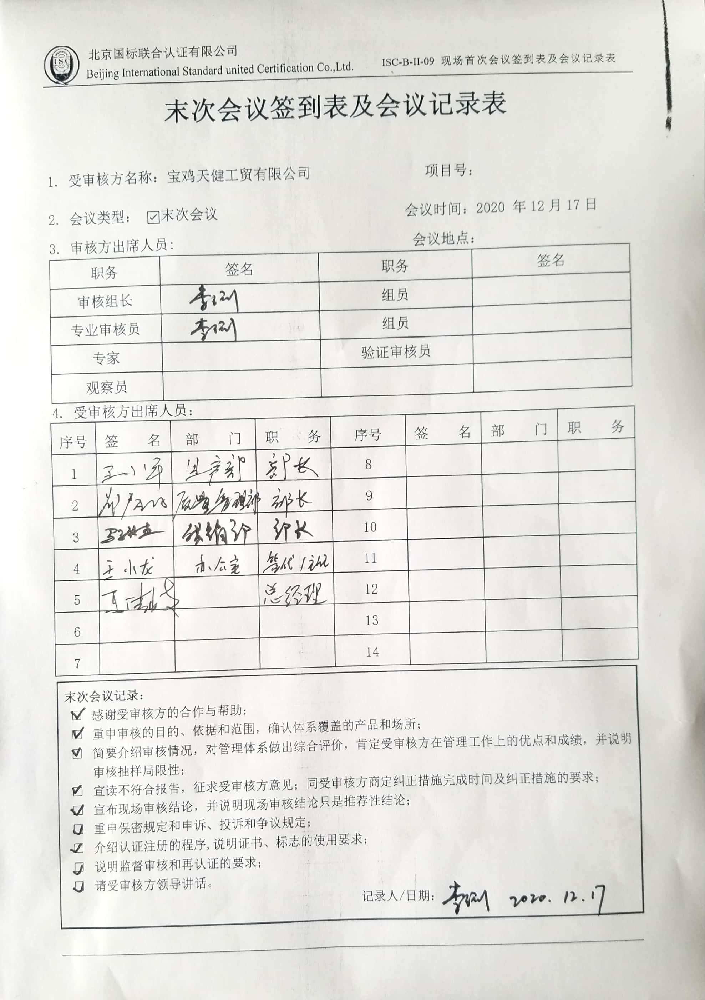 ISC
北京国标联合认证有限公司
Beijing International Standard united Certification Co.,Ltd.
ISC-B-II-09 现场首次会议签到表及会议记录表
末次会议签到表及会议记录表
1. 受审核方名称：宝鸡天健工贸有限公司 项目号：
2. 会议类型： ☑末次会议 会议时间：2020 年 12 月 17 日
3. 审核方出席人员： 会议地点：
职务 签名 职务 签名
审核组长 组员
专业审核员 组员
专家 验证审核员
观察员
4. 受审核方出席人员：
序号 签 名 部 门 职 务 序号 签 名 部 门 职 务
1 王小军 生产部 部长 8
2 质量管理部 部长 9
3 供销部 部长 10
4 王小龙 办公室 管代/主任 11
5 总经理 12
6 13
7 14
末次会议记录：
☑ 感谢受审核方的合作与帮助；
☑ 重申审核的目的、依据和范围，确认体系覆盖的产品和场所；
☑ 简要介绍审核情况，对管理体系做出综合评价，肯定受审核方在管理工作上的优点和成绩，并说明
审核抽样局限性；
☑ 宣读不符合报告，征求受审核方意见；同受审核方商定纠正措施完成时间及纠正措施的要求；
☑ 宣布现场审核结论，并说明现场审核结论只是推荐性结论；
☑ 重申保密规定和申诉、投诉和争议规定；
☑ 介绍认证注册的程序,说明证书、标志的使用要求；
☑ 说明监督审核和再认证的要求；
☑ 请受审核方领导讲话。
记录人/日期： 2020.12.17